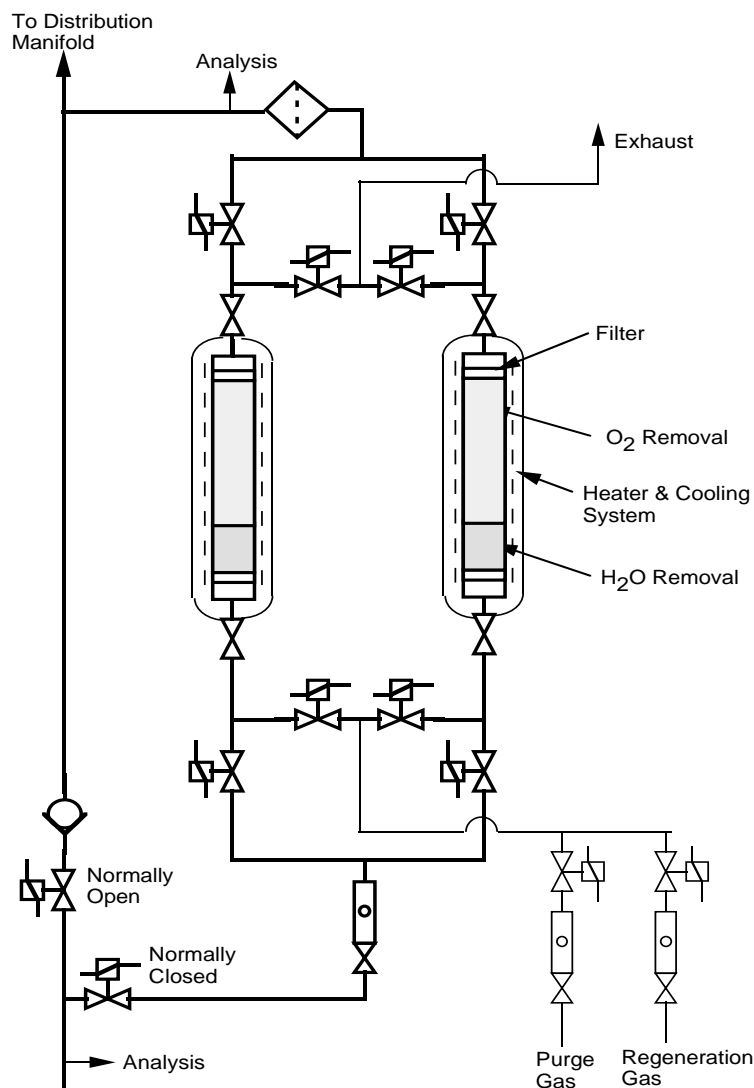 To Distribution
Manifold
Analysis
Exhaust
Filter
O2 Removal
Heater & Cooling
System
H2O Removal
Normally
Open
Normally
Closed
Analysis
Purge
Gas
Regeneration
Gas